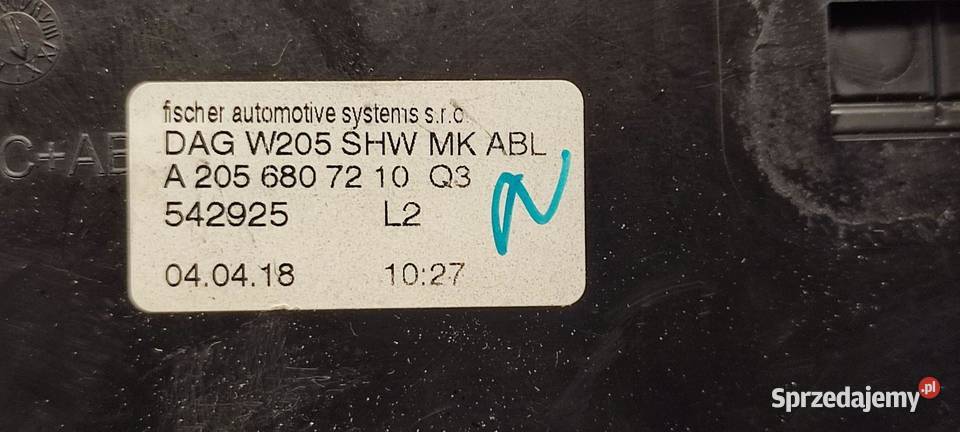 fischer automotive systems s.r.o.
DAG W205 SHW MK ABL
A 205 680 72 10 Q3
542925 L2
04.04.18 10:27
C+AB
Sprzedajemy.pl